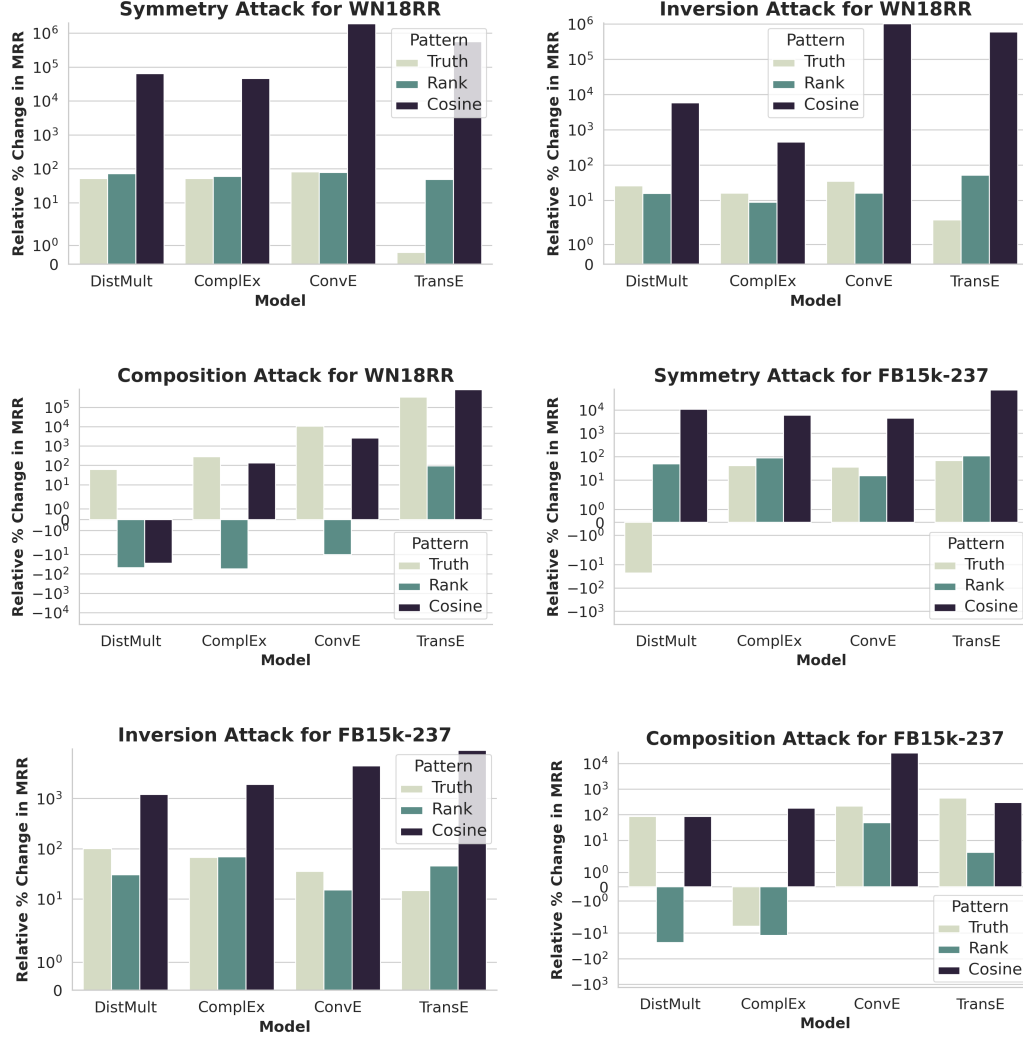 Symmetry Attack for WN18RR
Relative % Change in MRR
10^6
10^5
10^4
10^3
10^2
10^1
10^0
0
Pattern
Truth
Rank
Cosine
DistMult ComplEx ConvE TransE
Model
Inversion Attack for WN18RR
Relative % Change in MRR
10^6
10^5
10^4
10^3
10^2
10^1
10^0
0
Pattern
Truth
Rank
Cosine
DistMult ComplEx ConvE TransE
Model
Composition Attack for WN18RR
Relative % Change in MRR
10^5
10^4
10^3
10^2
10^1
10^0
0
−10^0
−10^1
−10^2
−10^3
−10^4
Pattern
Truth
Rank
Cosine
DistMult ComplEx ConvE TransE
Model
Symmetry Attack for FB15k-237
Relative % Change in MRR
10^4
10^3
10^2
10^1
10^0
0
−10^0
−10^1
−10^2
−10^3
Pattern
Truth
Rank
Cosine
DistMult ComplEx ConvE TransE
Model
Inversion Attack for FB15k-237
Relative % Change in MRR
10^3
10^2
10^1
10^0
0
Pattern
Truth
Rank
Cosine
DistMult ComplEx ConvE TransE
Model
Composition Attack for FB15k-237
Relative % Change in MRR
10^4
10^3
10^2
10^1
10^0
0
−10^0
−10^1
−10^2
−10^3
Pattern
Truth
Rank
Cosine
DistMult ComplEx ConvE TransE
Model